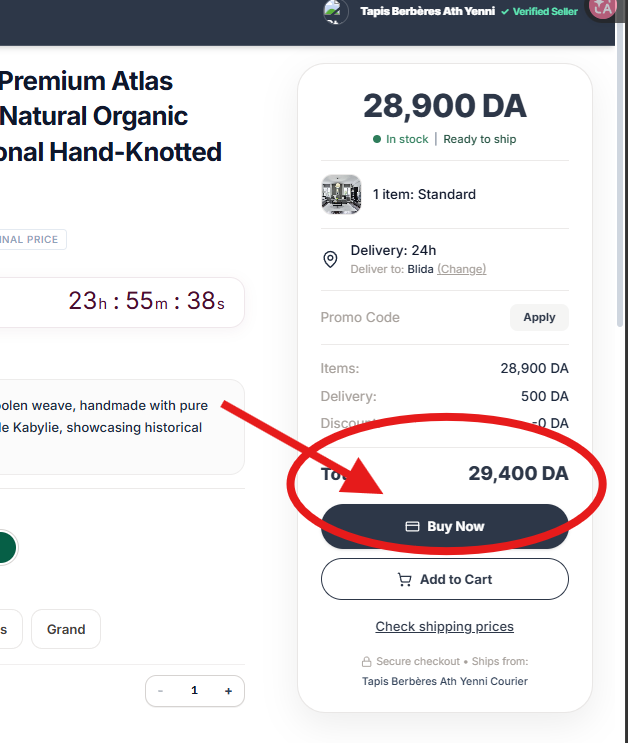 Tapis Berbères Ath Yenni ✓ Verified Seller
Premium Atlas
Natural Organic
onal Hand-Knotted
INAL PRICE
23h : 55m : 38s
olen weave, handmade with pure
le Kabylie, showcasing historical
s
Grand
- 1 +
28,900 DA
In stock | Ready to ship
1 item: Standard
Delivery: 24h
Deliver to: Blida (Change)
Promo Code
Apply
Items: 28,900 DA
Delivery: 500 DA
Discount: -0 DA
29,400 DA
Buy Now
Add to Cart
Check shipping prices
Secure checkout • Ships from:
Tapis Berbères Ath Yenni Courier